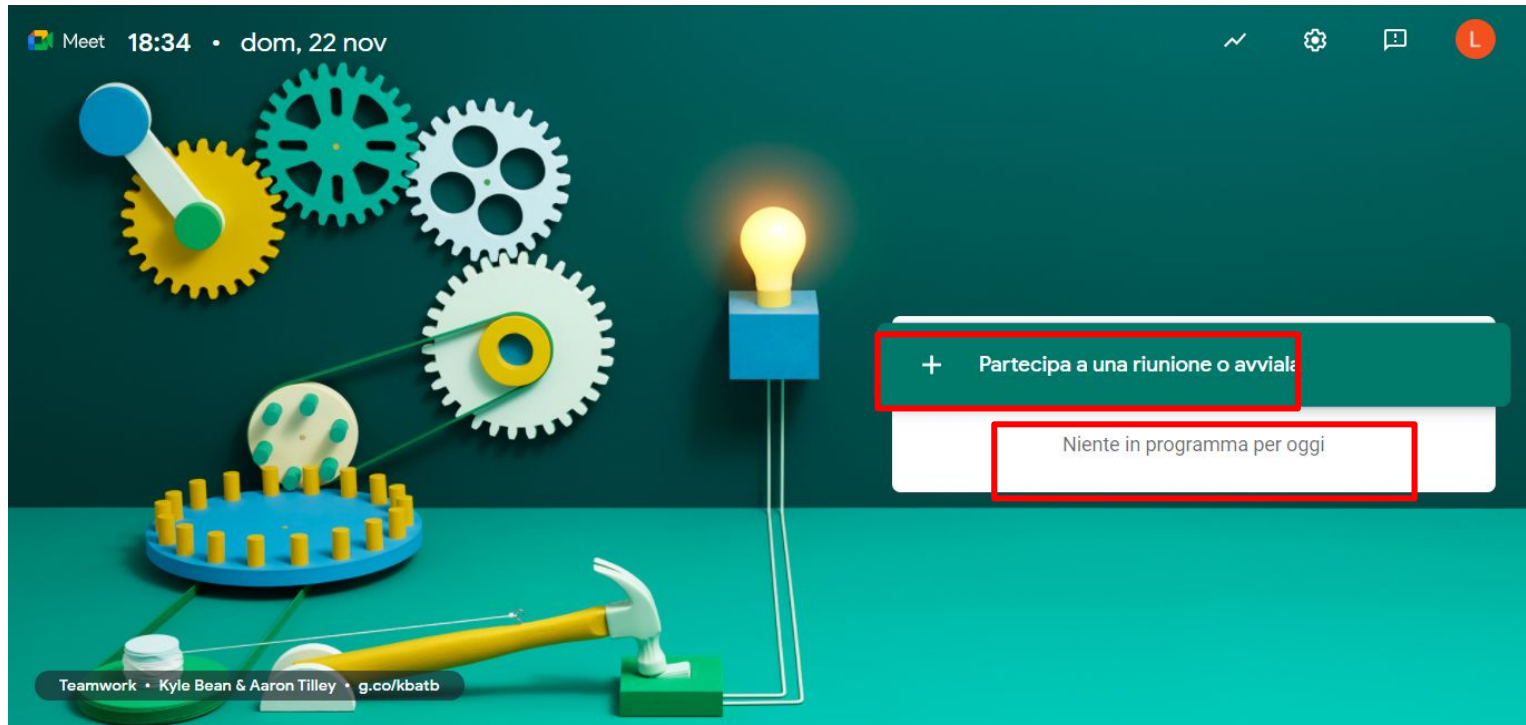 Meet 18:34 • dom, 22 nov
L
+ Partecipa a una riunione o avviala
Niente in programma per oggi
Teamwork • Kyle Bean & Aaron Tilley • g.co/kbatb